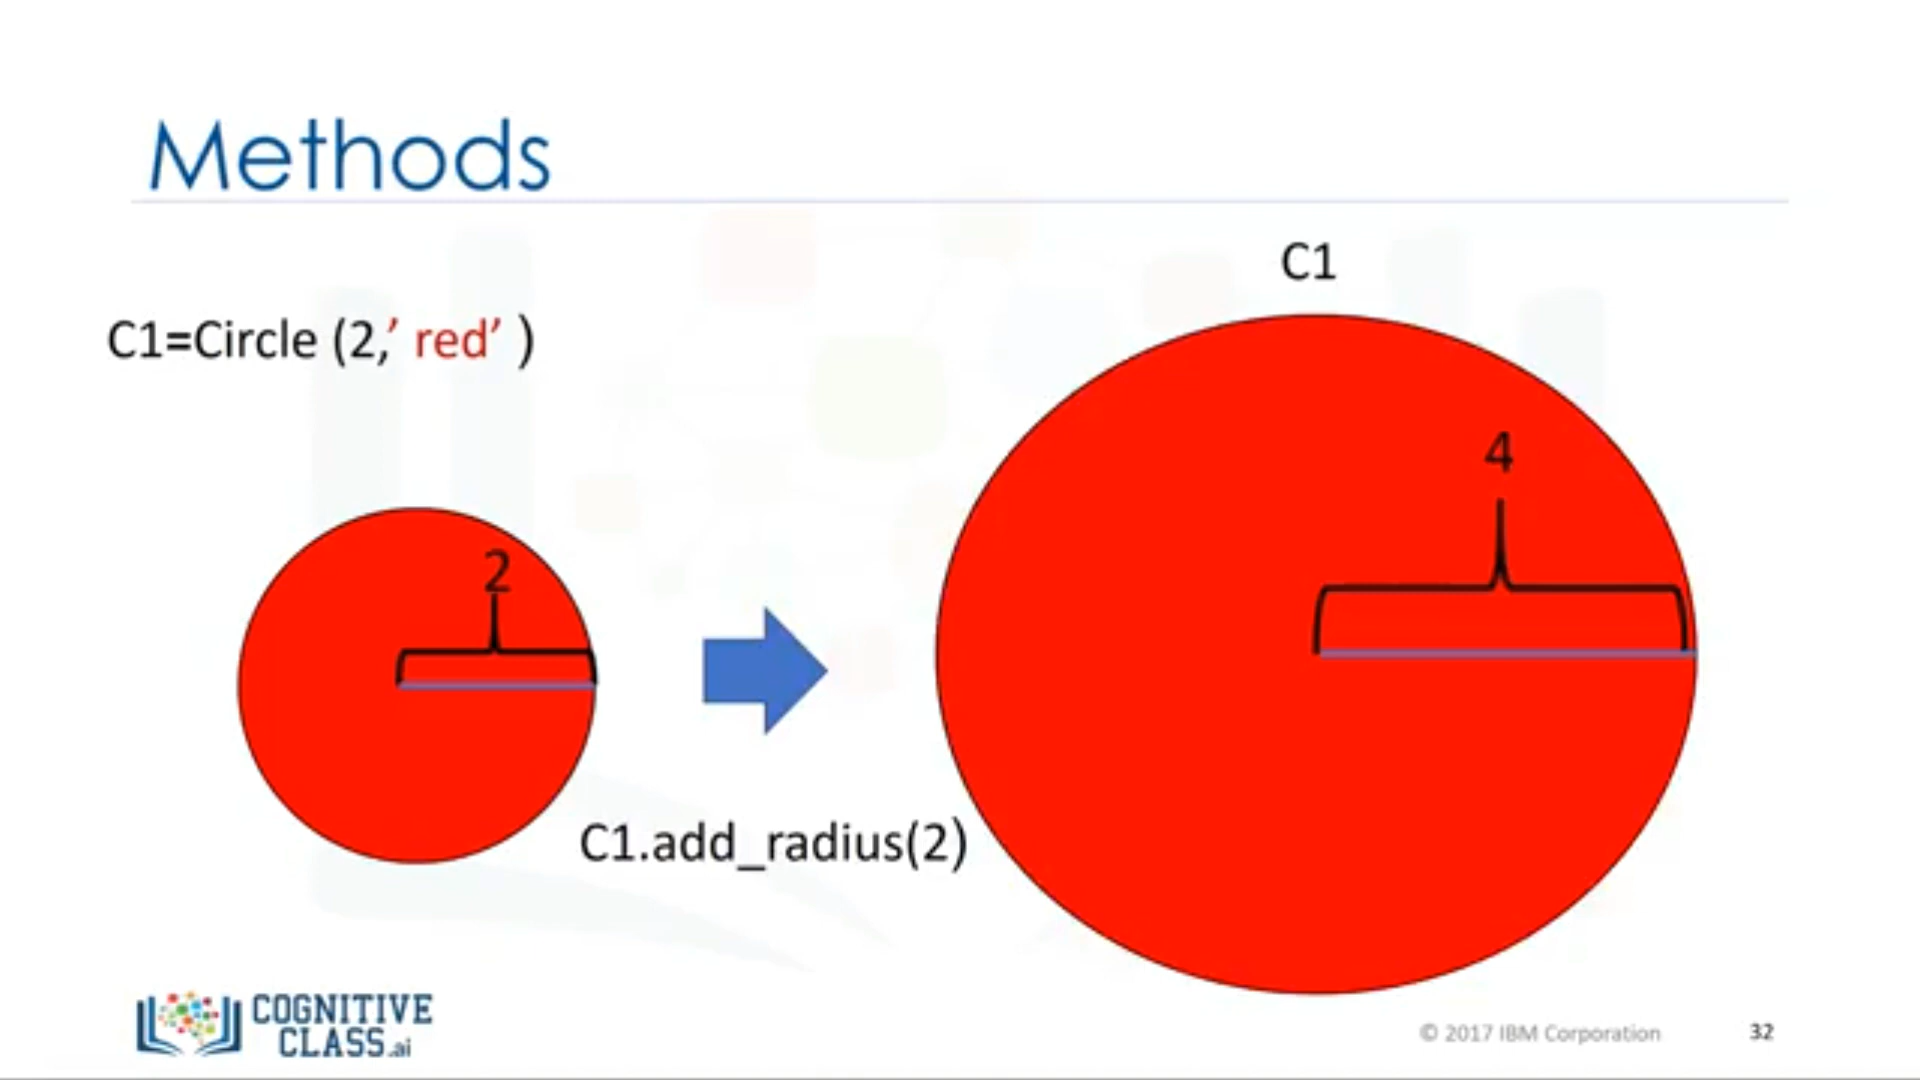 Methods
C1
C1=Circle (2,’ red’ )
4
2
C1.add_radius(2)
COGNITIVE
CLASS.ai
© 2017 IBM Corporation
32